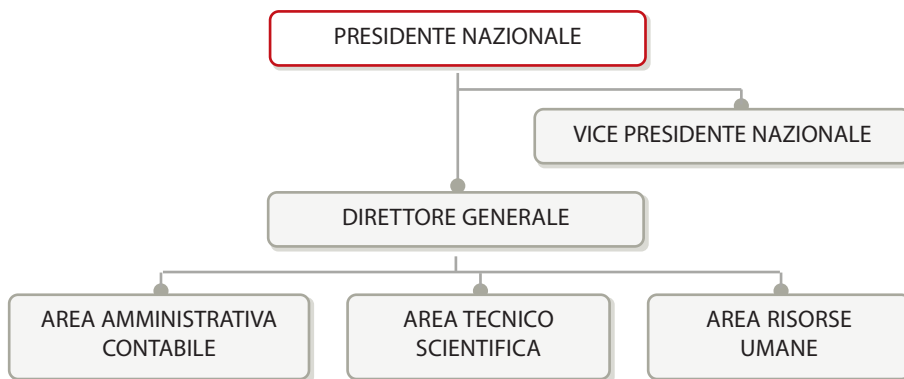 PRESIDENTE NAZIONALE
VICE PRESIDENTE NAZIONALE
DIRETTORE GENERALE
AREA AMMINISTRATIVA
CONTABILE
AREA TECNICO
SCIENTIFICA
AREA RISORSE
UMANE